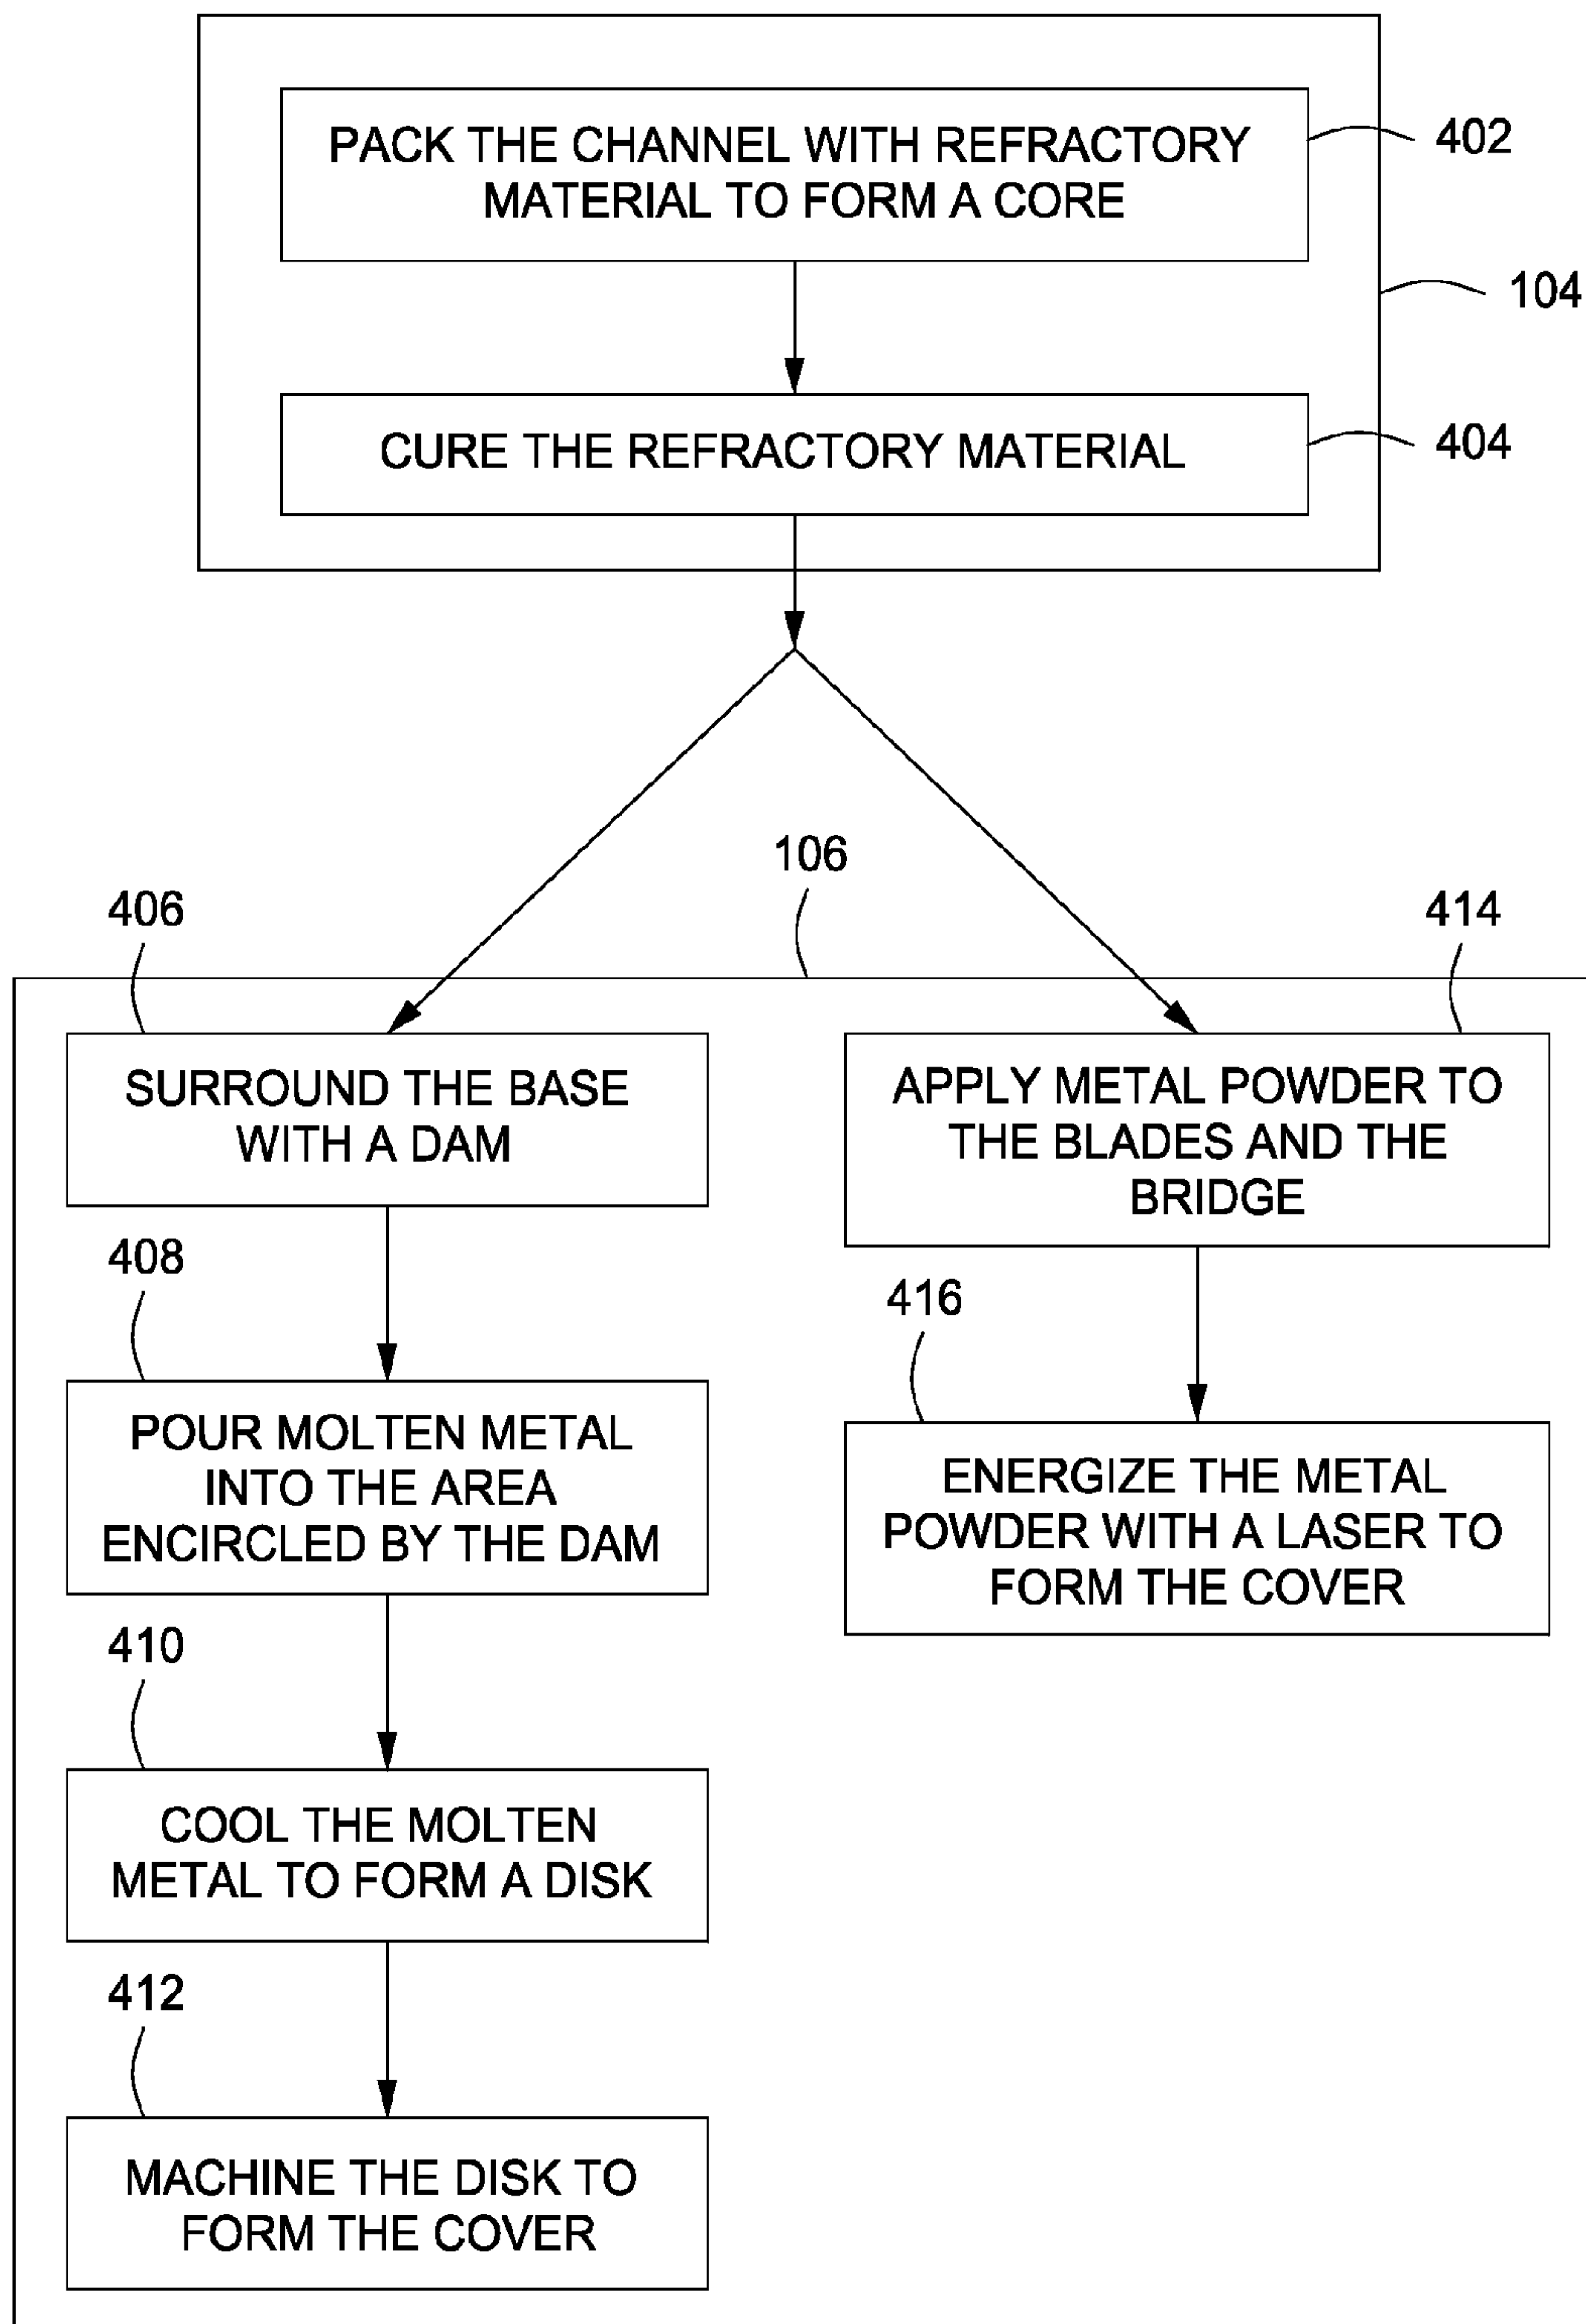 PACK THE CHANNEL WITH REFRACTORY
MATERIAL TO FORM A CORE
402
104
CURE THE REFRACTORY MATERIAL
404
106
406
414
SURROUND THE BASE
WITH A DAM
APPLY METAL POWDER TO
THE BLADES AND THE
BRIDGE
408
416
POUR MOLTEN METAL
INTO THE AREA
ENCIRCLED BY THE DAM
ENERGIZE THE METAL
POWDER WITH A LASER TO
FORM THE COVER
410
COOL THE MOLTEN
METAL TO FORM A DISK
412
MACHINE THE DISK TO
FORM THE COVER